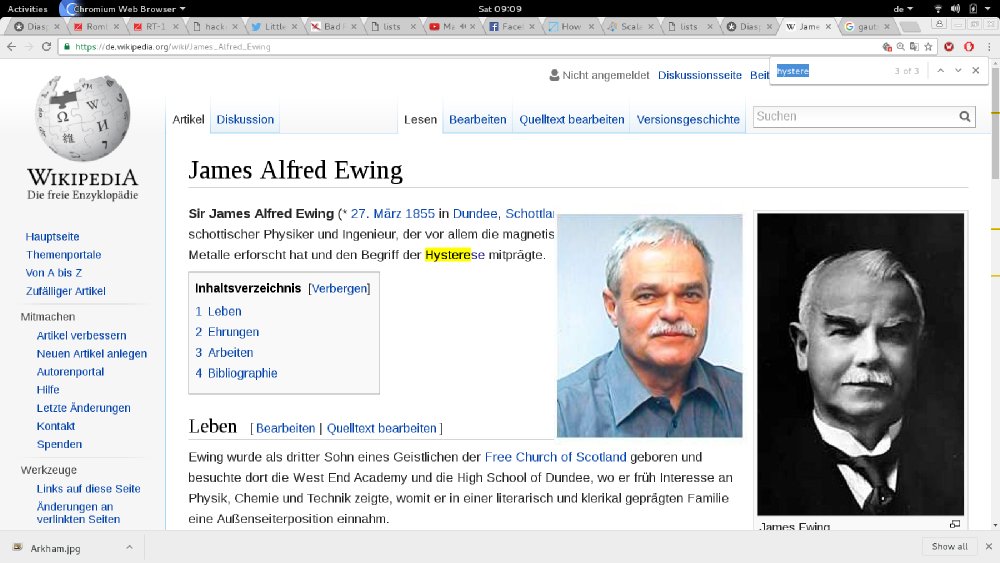 Activities
Chromium Web Browser
Sat 09:09
de
Diasp
Romt
RT-1
hack
Little
Bad
lists
Ma
Faceb
How
Scale
lists
Diasp
James
gaut
https://de.wikipedia.org/wiki/James_Alfred_Ewing
hystere
3 of 3
Nicht angemeldet Diskussionsseite Beit
Artikel Diskussion Lesen Bearbeiten Quelltext bearbeiten Versionsgeschichte Suchen
WIKIPEDIA
Die freie Enzyklopädie
Hauptseite
Themenportale
Von A bis Z
Zufälliger Artikel
Mitmachen
Artikel verbessern
Neuen Artikel anlegen
Autorenportal
Hilfe
Letzte Änderungen
Kontakt
Spenden
Werkzeuge
Links auf diese Seite
Änderungen an
verlinkten Seiten
James Alfred Ewing
Sir James Alfred Ewing (* 27. März 1855 in Dundee, Schottlan
schottischer Physiker und Ingenieur, der vor allem die magnetis
Metalle erforscht hat und den Begriff der Hysterese mitprägte.
Inhaltsverzeichnis [Verbergen]
1 Leben
2 Ehrungen
3 Arbeiten
4 Bibliographie
Leben [ Bearbeiten | Quelltext bearbeiten ]
Ewing wurde als dritter Sohn eines Geistlichen der Free Church of Scotland geboren und
besuchte dort die West End Academy und die High School of Dundee, wo er früh Interesse an
Physik, Chemie und Technik zeigte, womit er in einer literarisch und klerikal geprägten Familie
eine Außenseiterposition einnahm.
James Ewing
Arkham.jpg
Show all